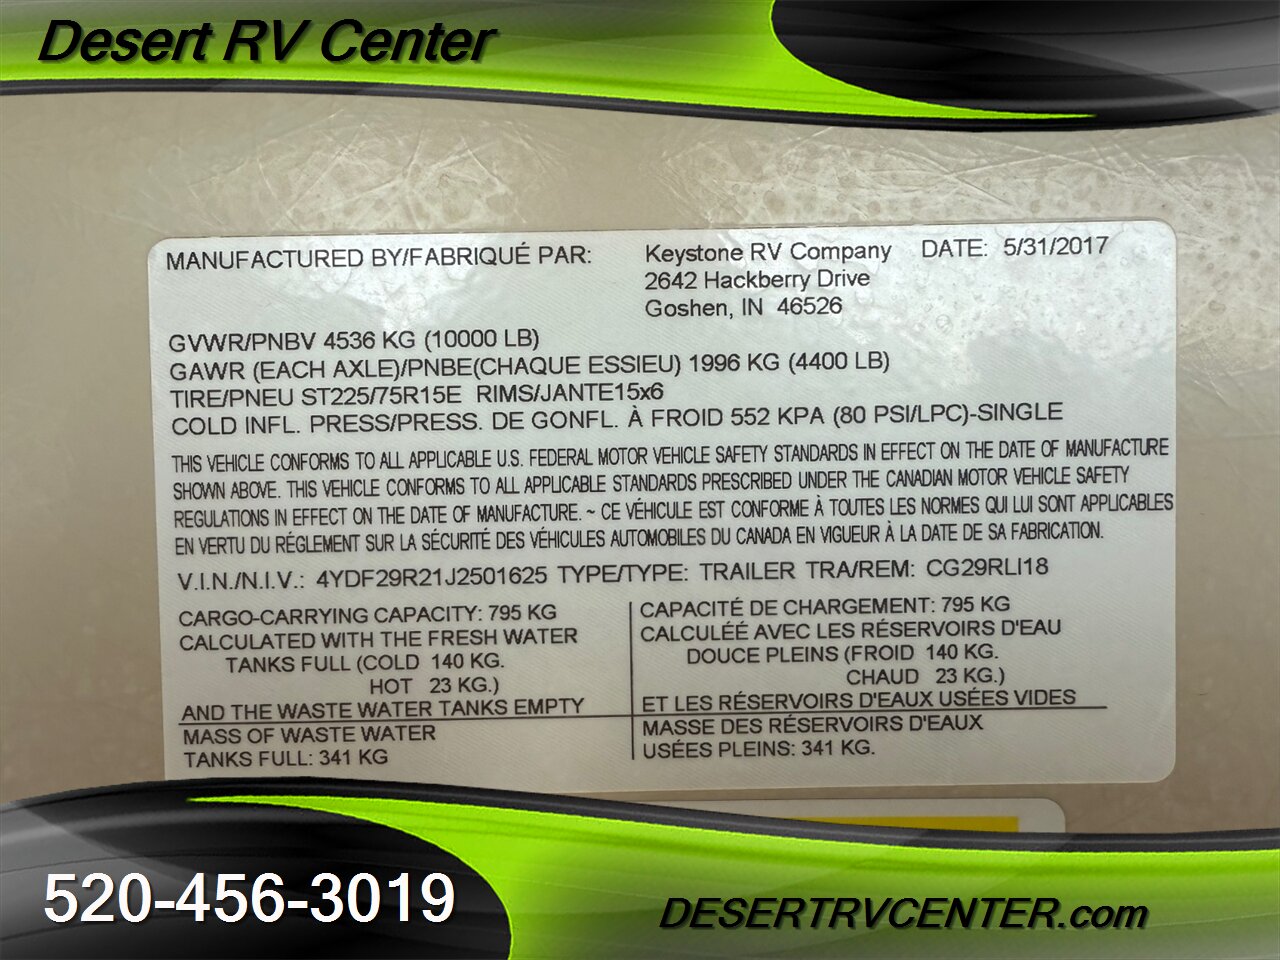 Desert RV Center
MANUFACTURED BY/FABRIQUÉ PAR: Keystone RV Company DATE: 5/31/2017
2642 Hackberry Drive
Goshen, IN 46526
GVWR/PNBV 4536 KG (10000 LB)
GAWR (EACH AXLE)/PNBE(CHAQUE ESSIEU) 1996 KG (4400 LB)
TIRE/PNEU ST225/75R15E RIMS/JANTE15x6
COLD INFL. PRESS/PRESS. DE GONFL. À FROID 552 KPA (80 PSI/LPC)-SINGLE
THIS VEHICLE CONFORMS TO ALL APPLICABLE U.S. FEDERAL MOTOR VEHICLE SAFETY STANDARDS IN EFFECT ON THE DATE OF MANUFACTURE
SHOWN ABOVE. THIS VEHICLE CONFORMS TO ALL APPLICABLE STANDARDS PRESCRIBED UNDER THE CANADIAN MOTOR VEHICLE SAFETY
REGULATIONS IN EFFECT ON THE DATE OF MANUFACTURE. ~ CE VÉHICULE EST CONFORME À TOUTES LES NORMES QUI LUI SONT APPLICABLES
EN VERTU DU RÉGLEMENT SUR LA SÉCURITÉ DES VÉHICULES AUTOMOBILES DU CANADA EN VIGUEUR À LA DATE DE SA FABRICATION.
V.I.N./N.I.V.: 4YDF29R21J2501625 TYPE/TYPE: TRAILER TRA/REM: CG29RLI18
CARGO-CARRYING CAPACITY: 795 KG
CALCULATED WITH THE FRESH WATER
TANKS FULL (COLD 140 KG.
HOT 23 KG.)
AND THE WASTE WATER TANKS EMPTY
MASS OF WASTE WATER
TANKS FULL: 341 KG
CAPACITÉ DE CHARGEMENT: 795 KG
CALCULÉE AVEC LES RÉSERVOIRS D'EAU
DOUCE PLEINS (FROID 140 KG.
CHAUD 23 KG.)
ET LES RÉSERVOIRS D'EAUX USÉES VIDES
MASSE DES RÉSERVOIRS D'EAUX
USÉES PLEINS: 341 KG.
520-456-3019
DESERTRVCENTER.com